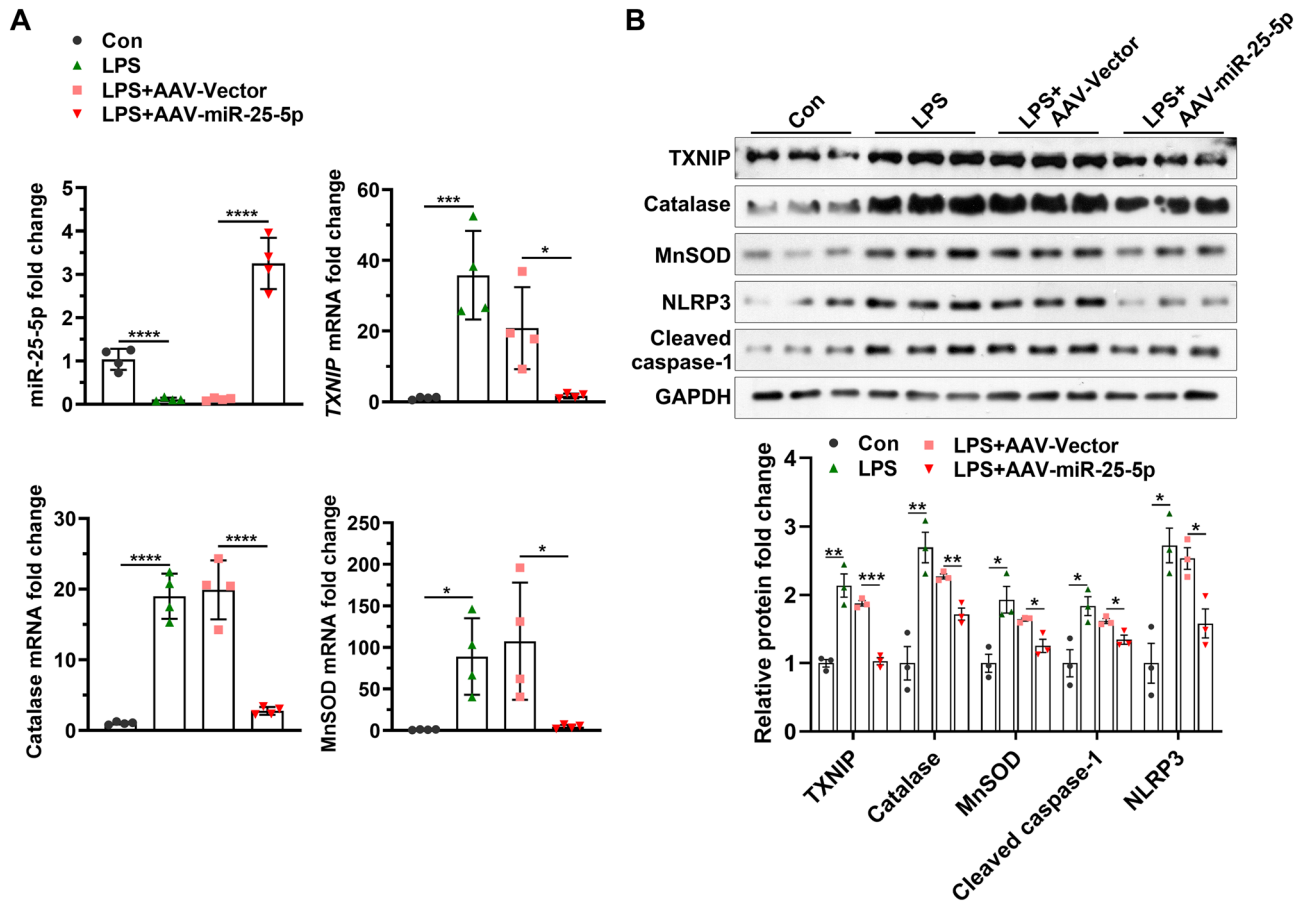 A
Con
LPS
LPS+AAV-Vector
LPS+AAV-miR-25-5p
miR-25-5p fold change
5
4
3
2
1
0
****
****
TXNIP mRNA fold change
60
40
20
0
***
*
Catalase mRNA fold change
30
20
10
0
****
****
MnSOD mRNA fold change
250
200
150
100
50
0
*
*
B
Con
LPS
LPS+
AAV-Vector
LPS+
AAV-miR-25-5p
TXNIP
Catalase
MnSOD
NLRP3
Cleaved
caspase-1
GAPDH
Con
LPS
LPS+AAV-Vector
LPS+AAV-miR-25-5p
Relative protein fold change
4
3
2
1
0
**
***
**
**
*
*
*
*
*
*
TXNIP
Catalase
MnSOD
Cleaved caspase-1
NLRP3